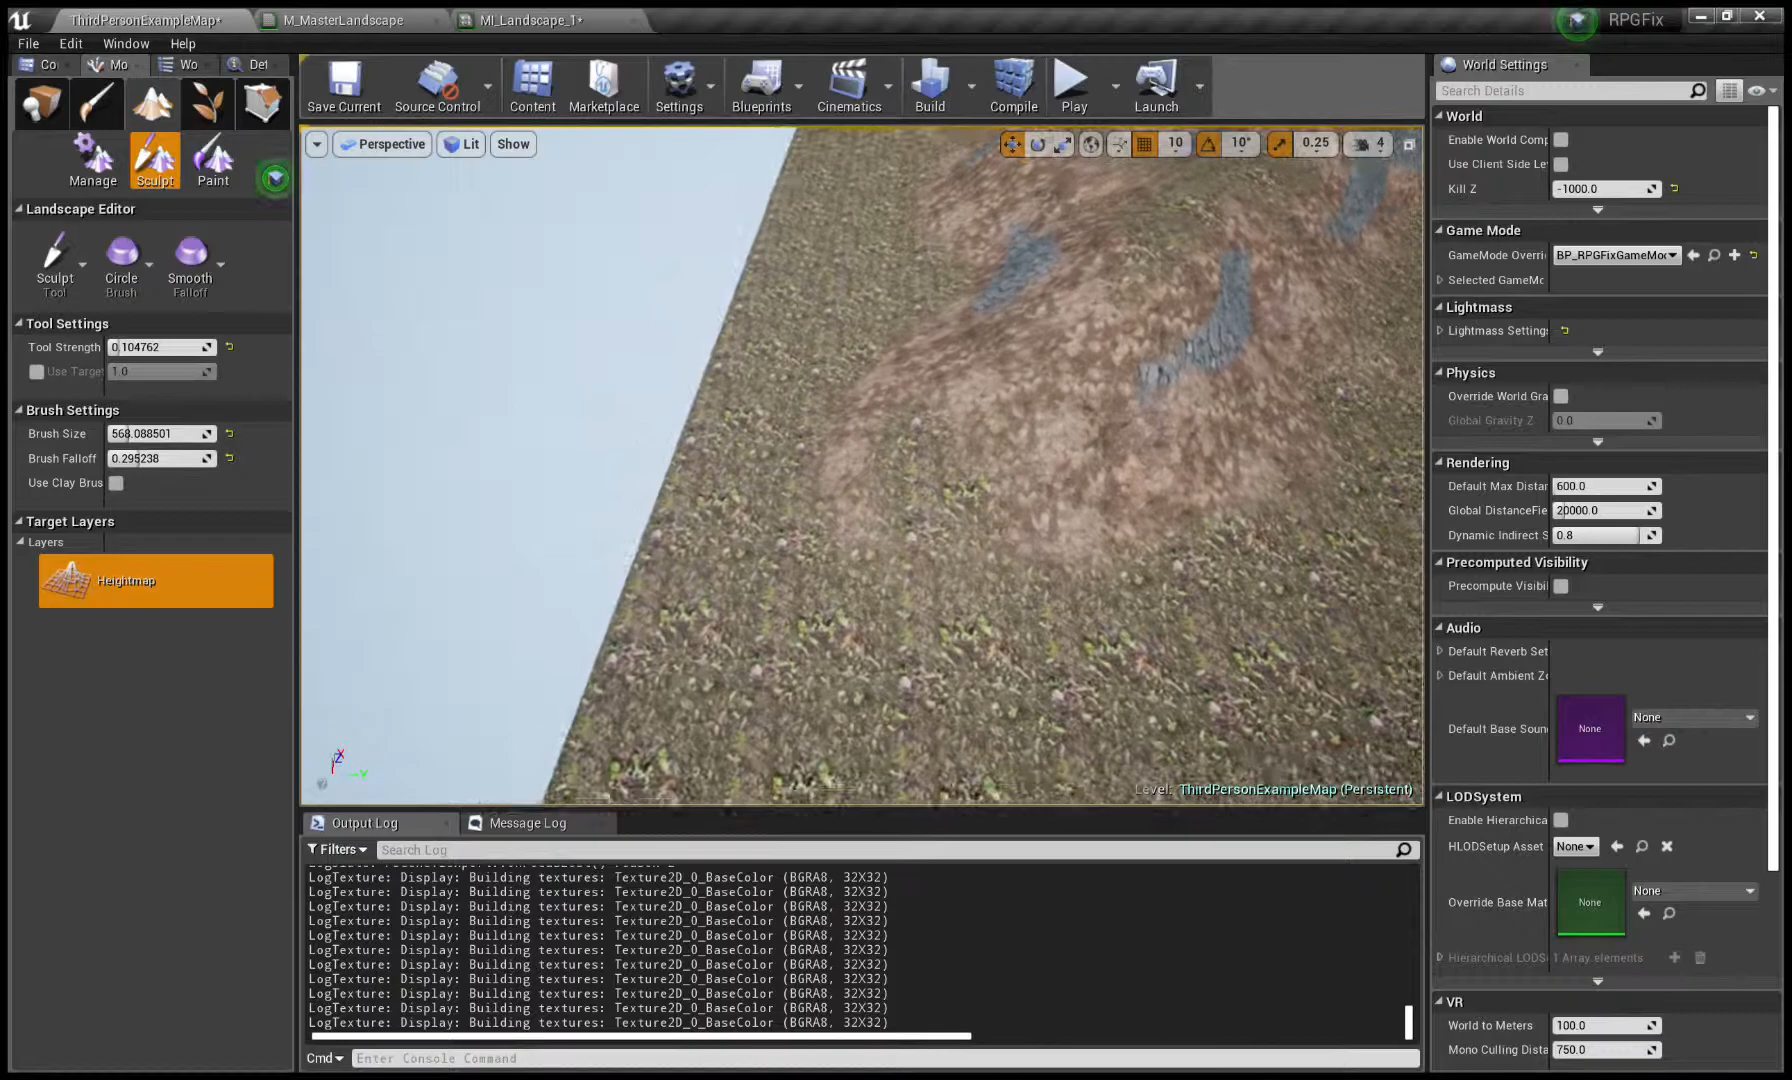 ThirdPersonExampleMap*
M_MasterLandscape
MI_Landscape_1*
RPGFix
File Edit Window Help
Co Mo Wo Det
Save Current
Source Control
Content
Marketplace
Settings
Blueprints
Cinematics
Build
Compile
Play
Launch
World Settings
Search Details
Manage
Sculpt
Paint
Perspective
Lit
Show
10
10°
0.25
4
Landscape Editor
Sculpt
Tool
Circle
Brush
Smooth
Falloff
Tool Settings
Tool Strength 0.104762
Use Target 1.0
Brush Settings
Brush Size 568.088501
Brush Falloff 0.295238
Use Clay Brus
Target Layers
Layers
Heightmap
Level: ThirdPersonExampleMap (Persistent)
Output Log
Message Log
Filters
Search Log
LogTexture: Display: Building textures: Texture2D_0_BaseColor (BGRA8, 32X32)
LogTexture: Display: Building textures: Texture2D_0_BaseColor (BGRA8, 32X32)
LogTexture: Display: Building textures: Texture2D_0_BaseColor (BGRA8, 32X32)
LogTexture: Display: Building textures: Texture2D_0_BaseColor (BGRA8, 32X32)
LogTexture: Display: Building textures: Texture2D_0_BaseColor (BGRA8, 32X32)
LogTexture: Display: Building textures: Texture2D_0_BaseColor (BGRA8, 32X32)
LogTexture: Display: Building textures: Texture2D_0_BaseColor (BGRA8, 32X32)
LogTexture: Display: Building textures: Texture2D_0_BaseColor (BGRA8, 32X32)
LogTexture: Display: Building textures: Texture2D_0_BaseColor (BGRA8, 32X32)
LogTexture: Display: Building textures: Texture2D_0_BaseColor (BGRA8, 32X32)
LogTexture: Display: Building textures: Texture2D_0_BaseColor (BGRA8, 32X32)
Cmd
Enter Console Command
World
Enable World Comp
Use Client Side Le
Kill Z -1000.0
Game Mode
GameMode Overri BP_RPGFixGameMo
Selected GameMo
Lightmass
Lightmass Settings
Physics
Override World Gra
Global Gravity Z 0.0
Rendering
Default Max Distan 600.0
Global DistanceFie 20000.0
Dynamic Indirect S 0.8
Precomputed Visibility
Precompute Visibil
Audio
Default Reverb Set
Default Ambient Zo
Default Base Soun
None
None
LODSystem
Enable Hierarchica
HLODSetup Asset None
Override Base Mat
None
None
Hierarchical LODS 1 Array elements
VR
World to Meters 100.0
Mono Culling Dista 750.0